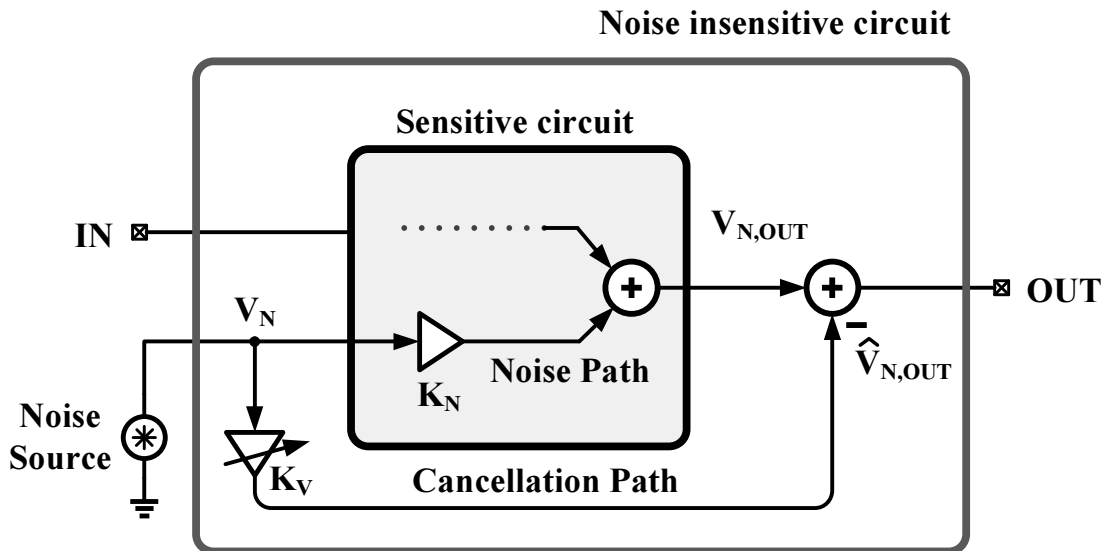 Noise insensitive circuit
Sensitive circuit
IN
V_N,OUT
OUT
V_N
V̂_N,OUT
Noise Path
K_N
Noise
Source
K_V
Cancellation Path